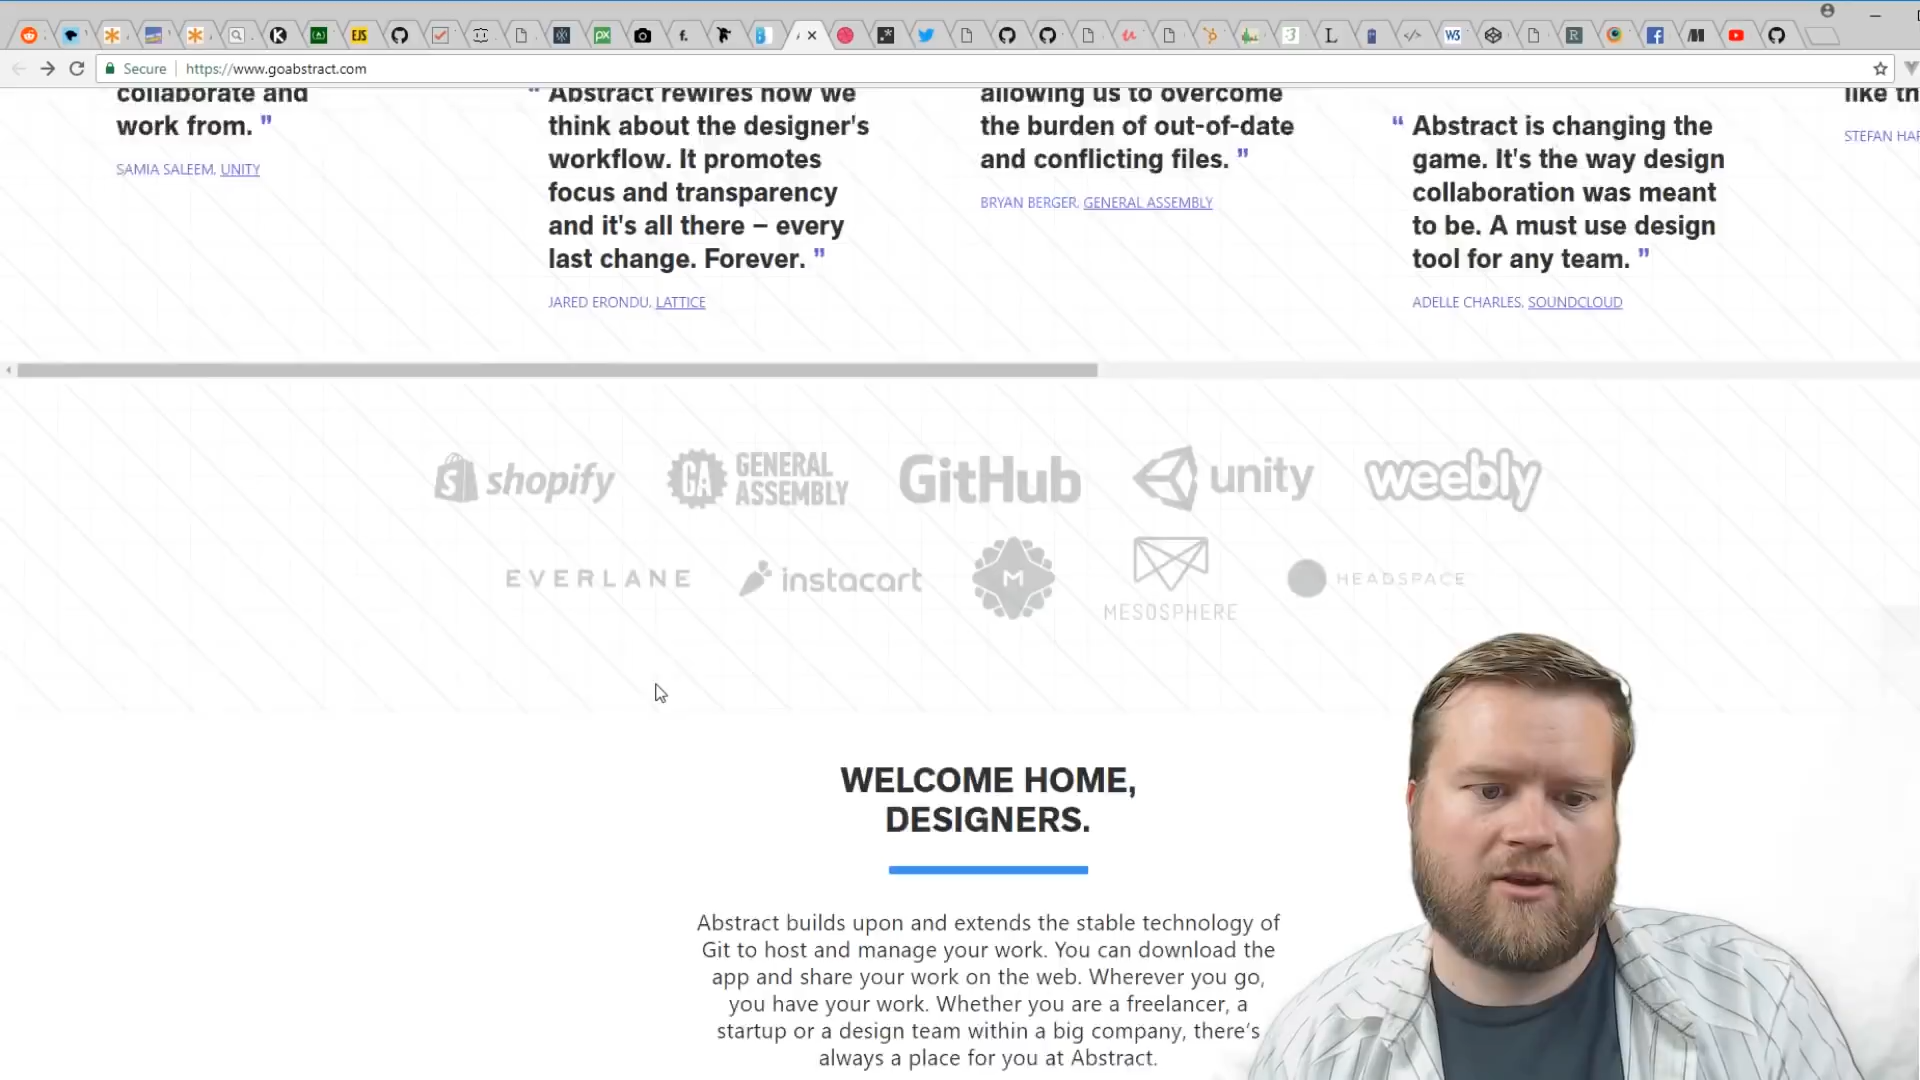 Secure
https://www.goabstract.com
collaborate and
work from. ”
SAMIA SALEEM, UNITY
“ Abstract rewires how we
think about the designer's
workflow. It promotes
focus and transparency
and it's all there – every
last change. Forever. ”
JARED ERONDU, LATTICE
allowing us to overcome
the burden of out-of-date
and conflicting files. ”
BRYAN BERGER, GENERAL ASSEMBLY
“ Abstract is changing the
game. It's the way design
collaboration was meant
to be. A must use design
tool for any team. ”
ADELLE CHARLES, SOUNDCLOUD
like th
STEFAN HAR
shopify
GA GENERAL
ASSEMBLY
GitHub
unity
weebly
EVERLANE
instacart
M
MESOSPHERE
HEADSPACE
WELCOME HOME,
DESIGNERS.
Abstract builds upon and extends the stable technology of
Git to host and manage your work. You can download the
app and share your work on the web. Wherever you go,
you have your work. Whether you are a freelancer, a
startup or a design team within a big company, there’s
always a place for you at Abstract.